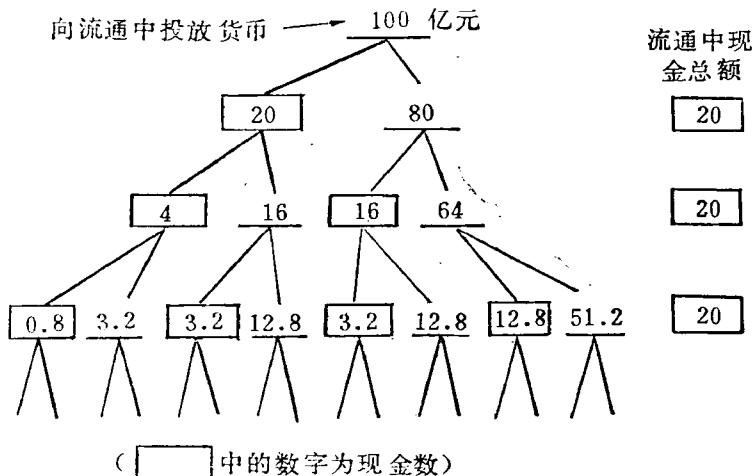 向流通中投放货币 100 亿元
流通中现
金总额
20 80 20
4 16 16 64 20
0.8 3.2 3.2 12.8 3.2 12.8 12.8 51.2 20
( 中的数字为现金数)